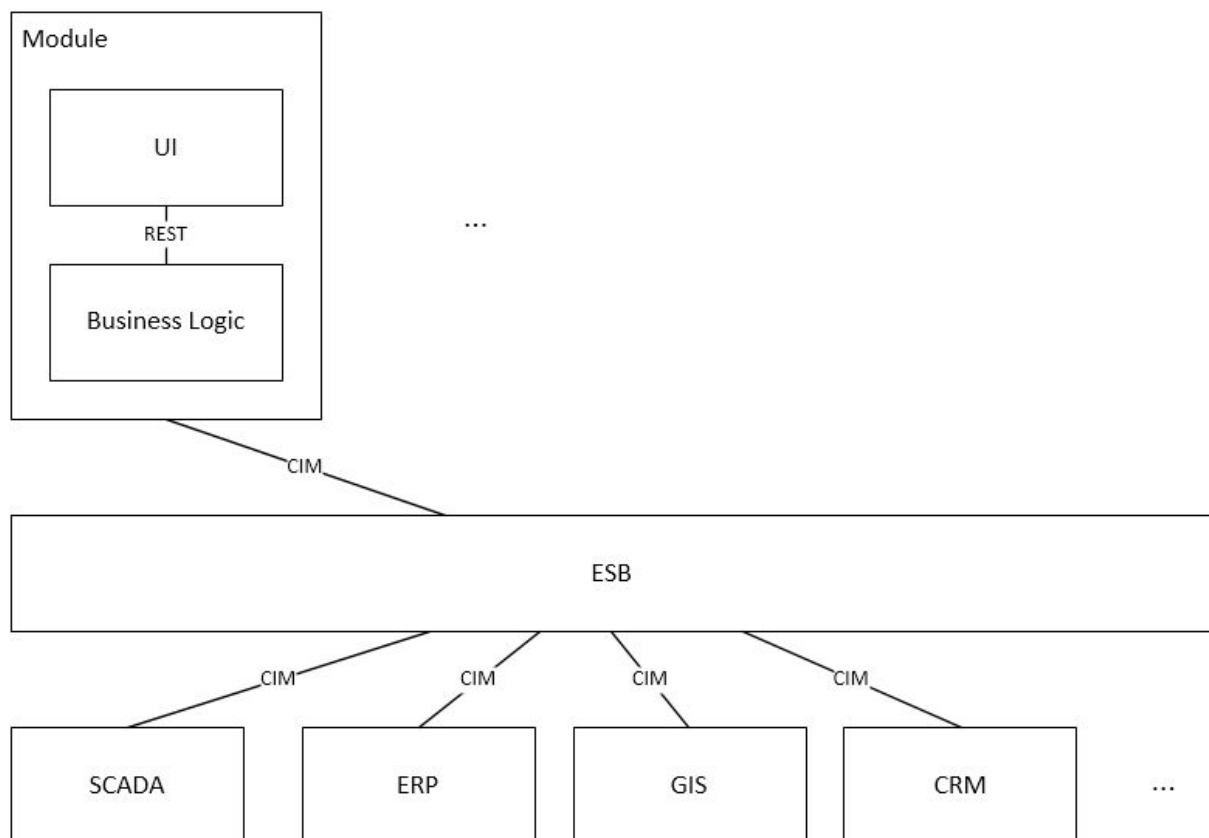 Module
UI
REST
...
Business Logic
CIM
ESB
CIM CIM CIM CIM
SCADA ERP GIS CRM ...